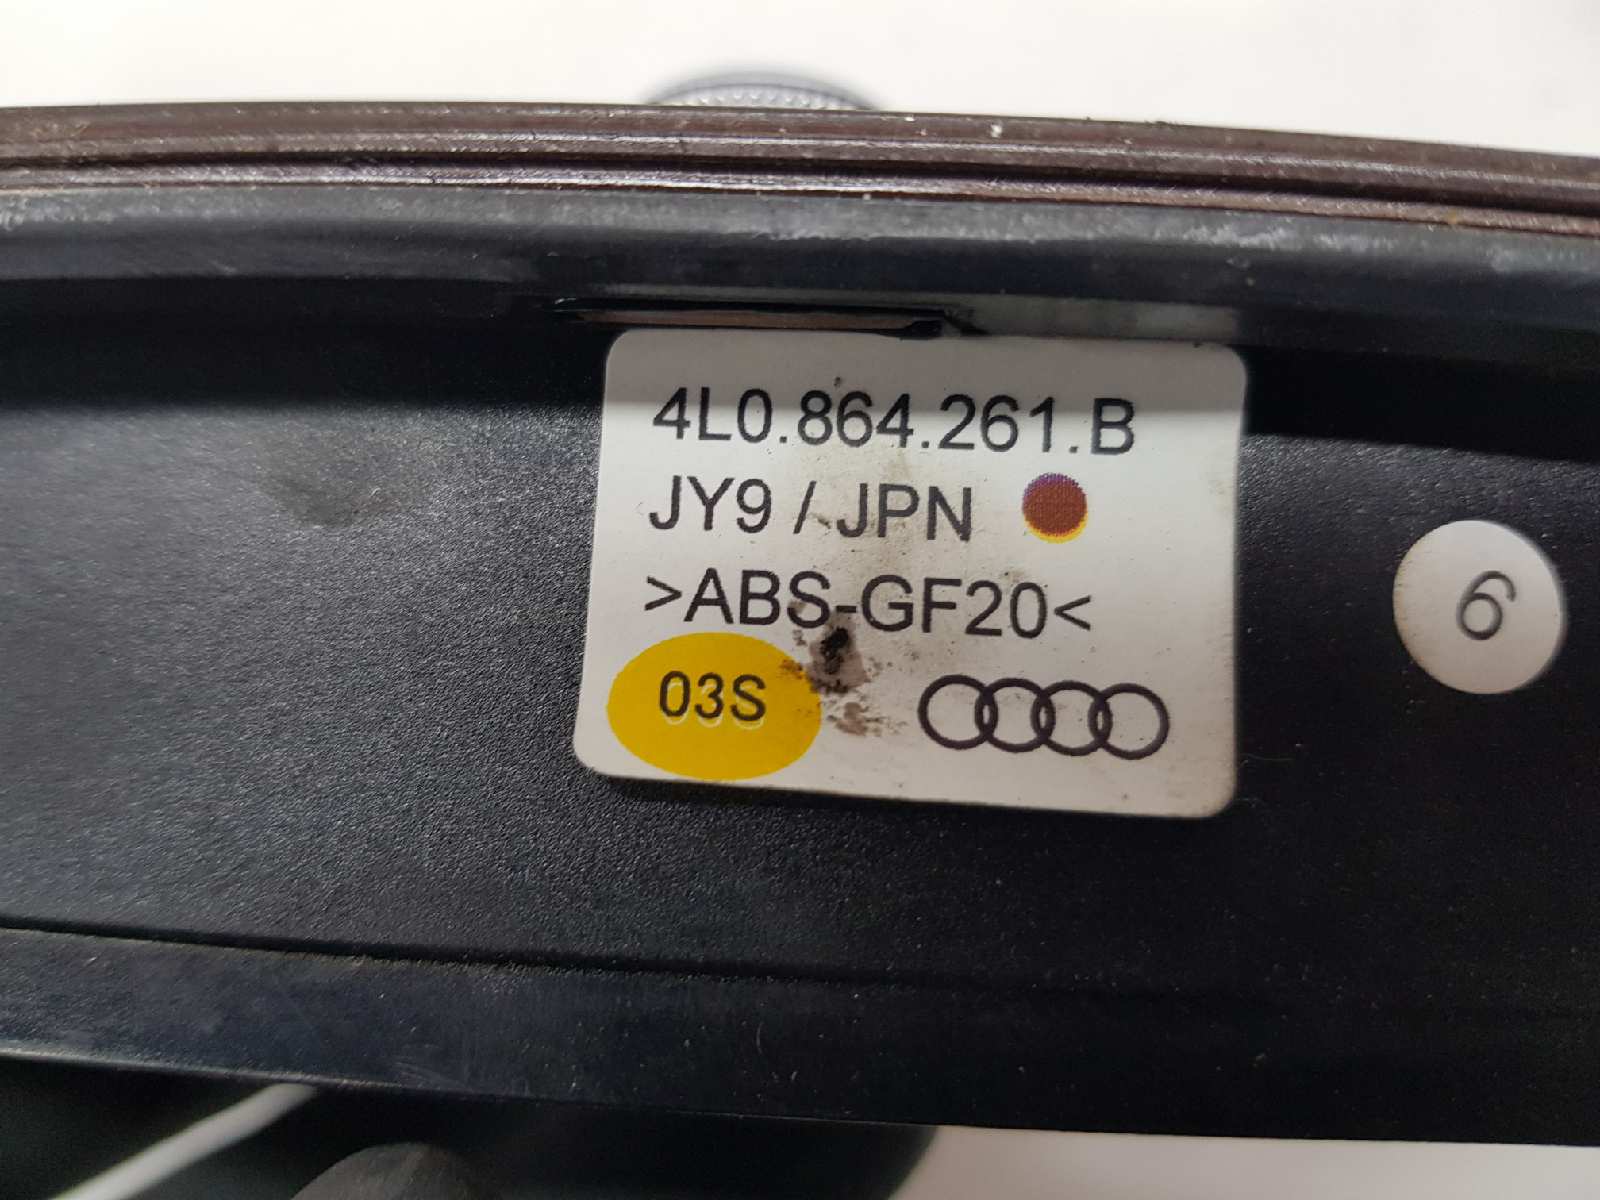 4L0.864.261.B
JY9 / JPN
>ABS-GF20<
03S
6